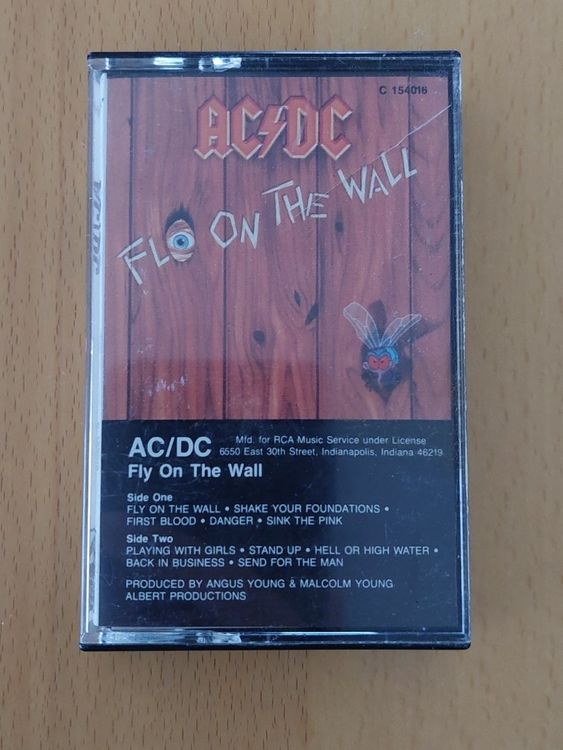 C 154016
AC/DC
FLY ON THE WALL
AC/DC
Mfd. for RCA Music Service under License
6550 East 30th Street, Indianapolis, Indiana 46219
Fly On The Wall
Side One
FLY ON THE WALL • SHAKE YOUR FOUNDATIONS •
FIRST BLOOD • DANGER • SINK THE PINK
Side Two
PLAYING WITH GIRLS • STAND UP • HELL OR HIGH WATER •
BACK IN BUSINESS • SEND FOR THE MAN
PRODUCED BY ANGUS YOUNG & MALCOLM YOUNG
ALBERT PRODUCTIONS